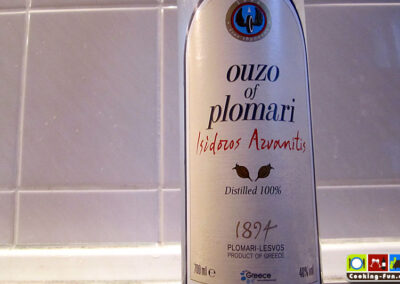 ouzo
of
plomari
Isidoros Arvanitis
Distilled 100%
1894
PLOMARI-LESVOS
PRODUCT OF GREECE
700 ml e
Greece
40% vol
Cooking-Fun.